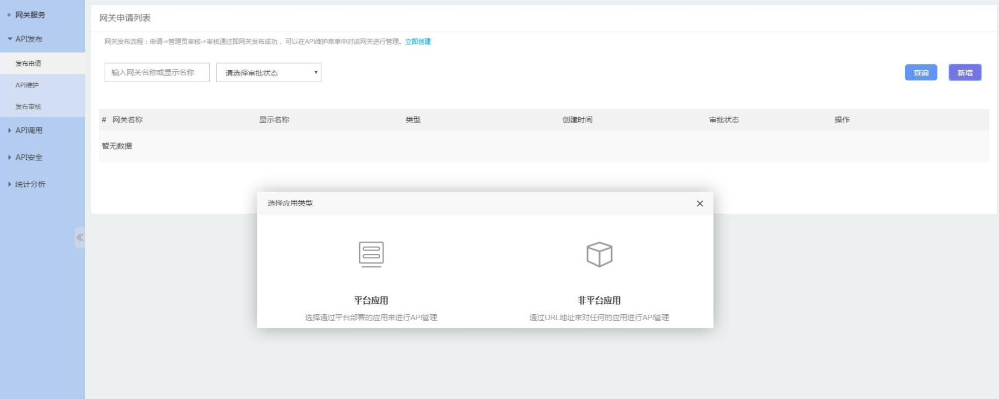 网关服务
API发布
发布申请
API维护
发布审核
API调用
API安全
统计分析
网关申请列表
网关发布流程：申请->管理员审核->审核通过即网关发布成功， 可以在API维护菜单中对该网关进行管理。立即创建
输入网关名称或显示名称 请选择审批状态 查询 新增
# 网关名称 显示名称 类型 创建时间 审批状态 操作
暂无数据
选择应用类型
平台应用
选择通过平台部署的应用来进行API管理
非平台应用
通过URL地址来对任何的应用进行API管理